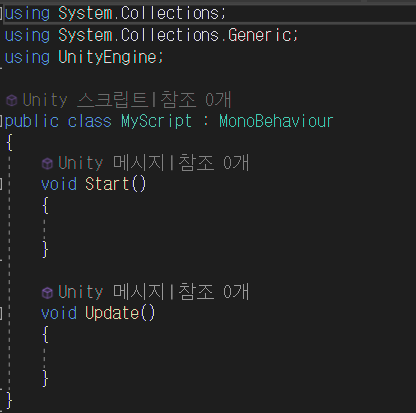 using System.Collections;
using System.Collections.Generic;
using UnityEngine;
Unity 스크립트|참조 0개
public class MyScript : MonoBehaviour
{
Unity 메시지|참조 0개
void Start()
{
}
Unity 메시지|참조 0개
void Update()
{
}
}